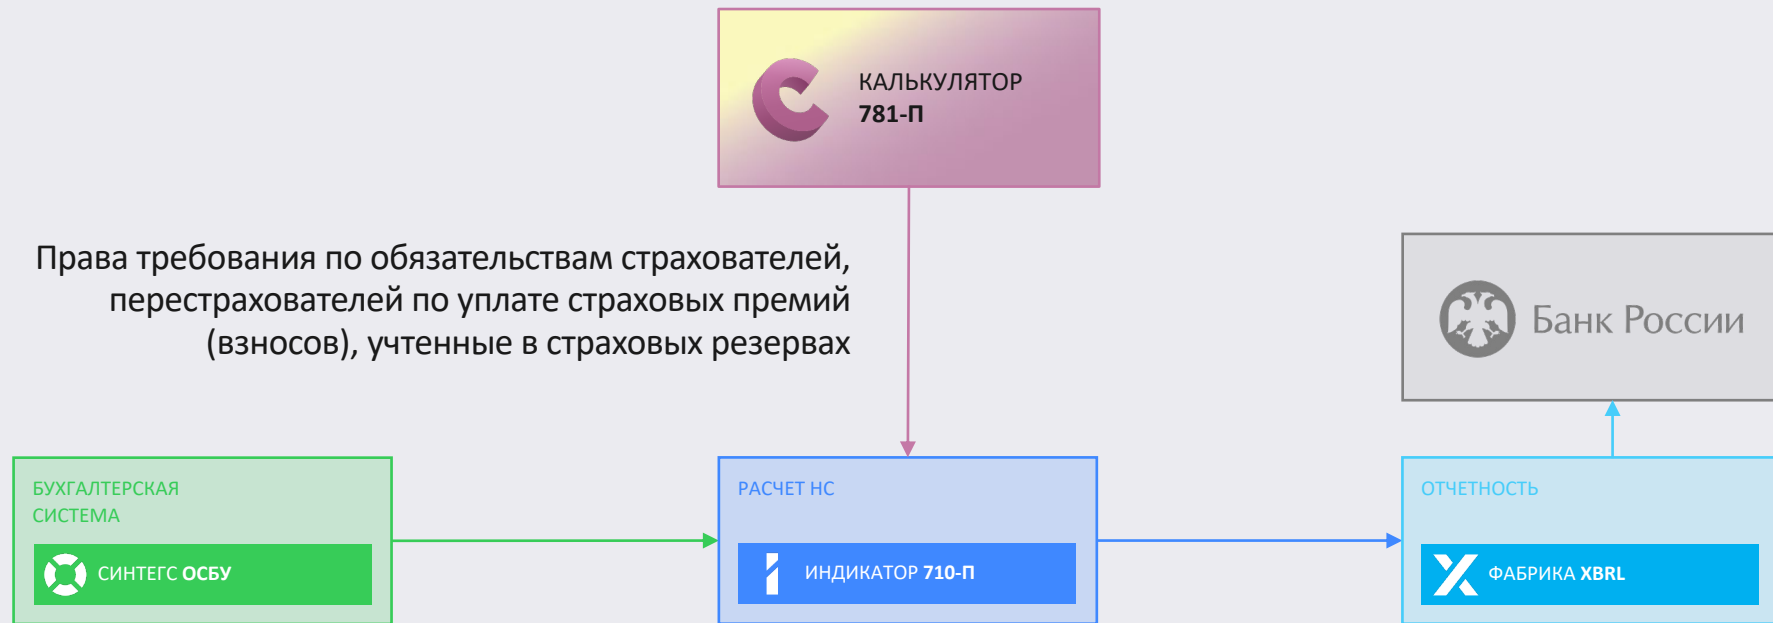 КАЛЬКУЛЯТОР
781-П
Права требования по обязательствам страхователей,
перестрахователей по уплате страховых премий
(взносов), учтенные в страховых резервах
Банк России
БУХГАЛТЕРСКАЯ
СИСТЕМА
СИНТЕГС ОСБУ
РАСЧЕТ НС
ИНДИКАТОР 710-П
ОТЧЕТНОСТЬ
ФАБРИКА XBRL